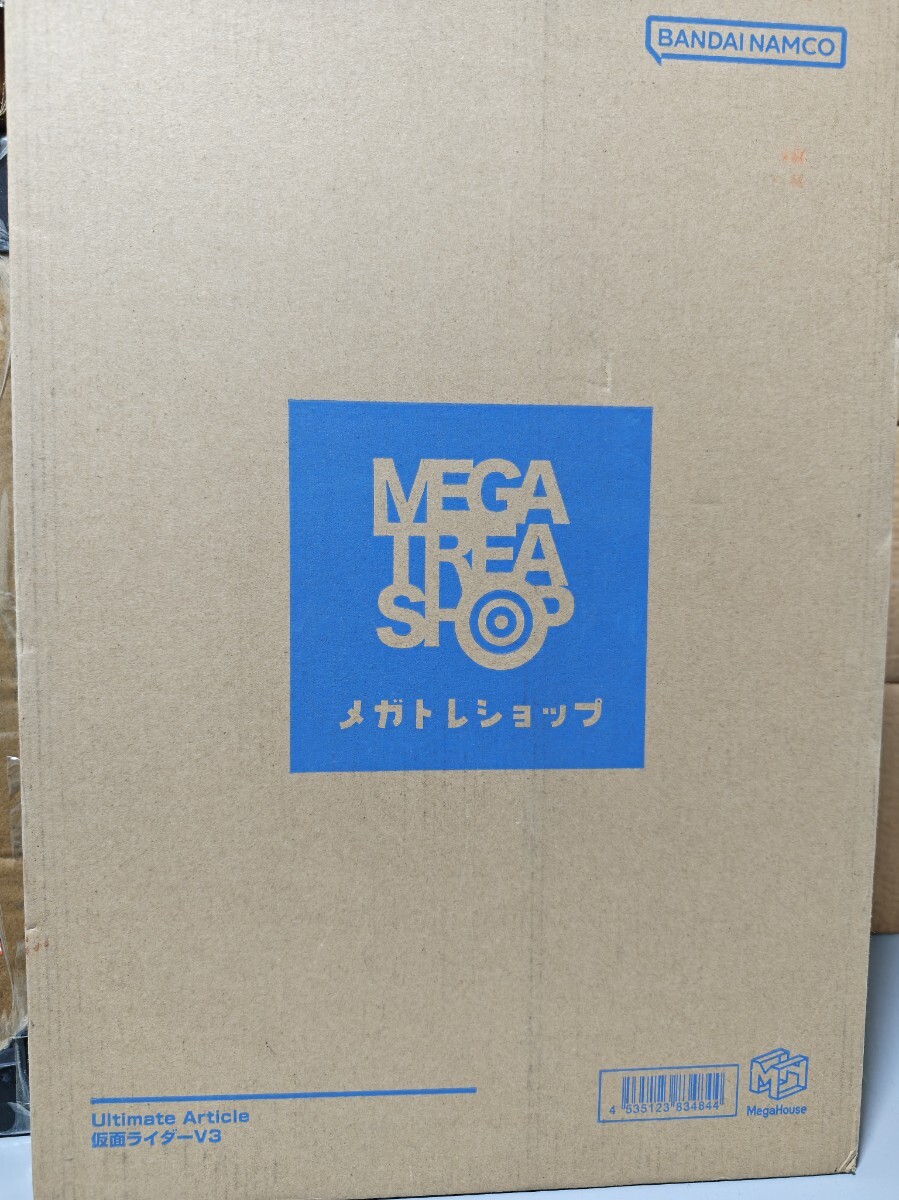 BANDAI NAMCO
MEGA
TREA
SHOP
メガトレショップ
Ultimate Article
仮面ライダーV3
4 535123 834844
MegaHouse